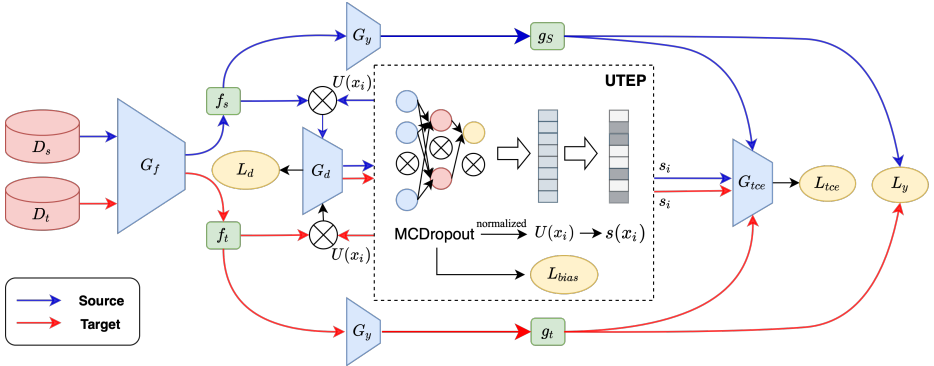 G_y
g_S
UTEP
U(x_i)
f_s
D_s
G_f
L_d
G_d
s_i
G_tce
L_tce
L_y
s_i
D_t
f_t
U(x_i)
MCDropout
normalized
U(x_i)
s(x_i)
L_bias
Source
Target
G_y
g_t